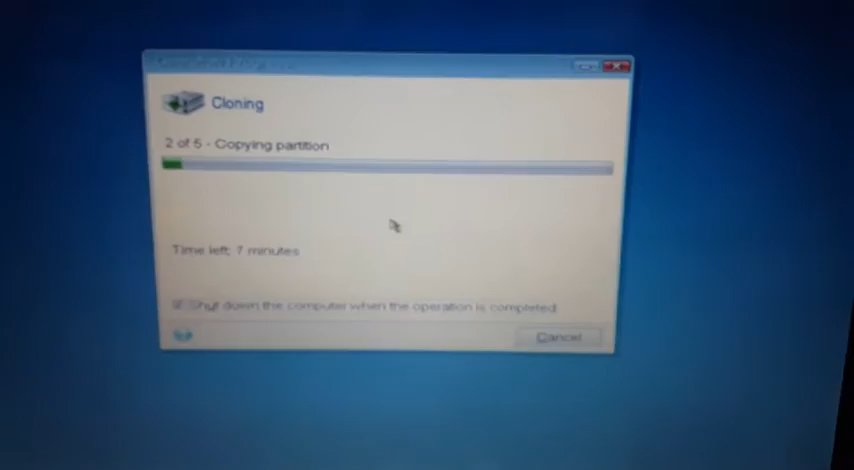 Cloning
2 of 5 - Copying partition
Time left: 7 minutes
Shut down the computer when the operation is completed
Cancel